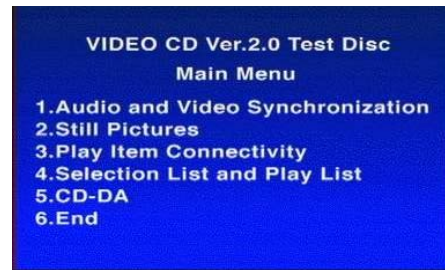 VIDEO CD Ver.2.0 Test Disc
Main Menu
1.Audio and Video Synchronization
2.Still Pictures
3.Play Item Connectivity
4.Selection List and Play List
5.CD-DA
6.End